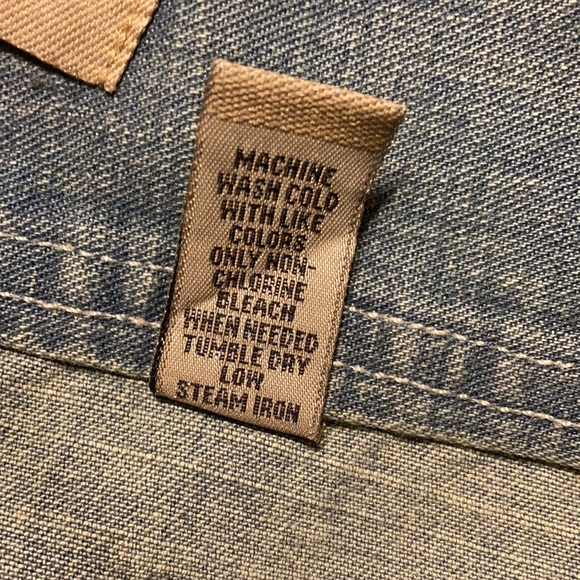 MACHINE
WASH COLD
WITH LIKE
COLORS
ONLY NON-
CHLORINE
BLEACH
WHEN NEEDED
TUMBLE DRY
LOW
STEAM IRON